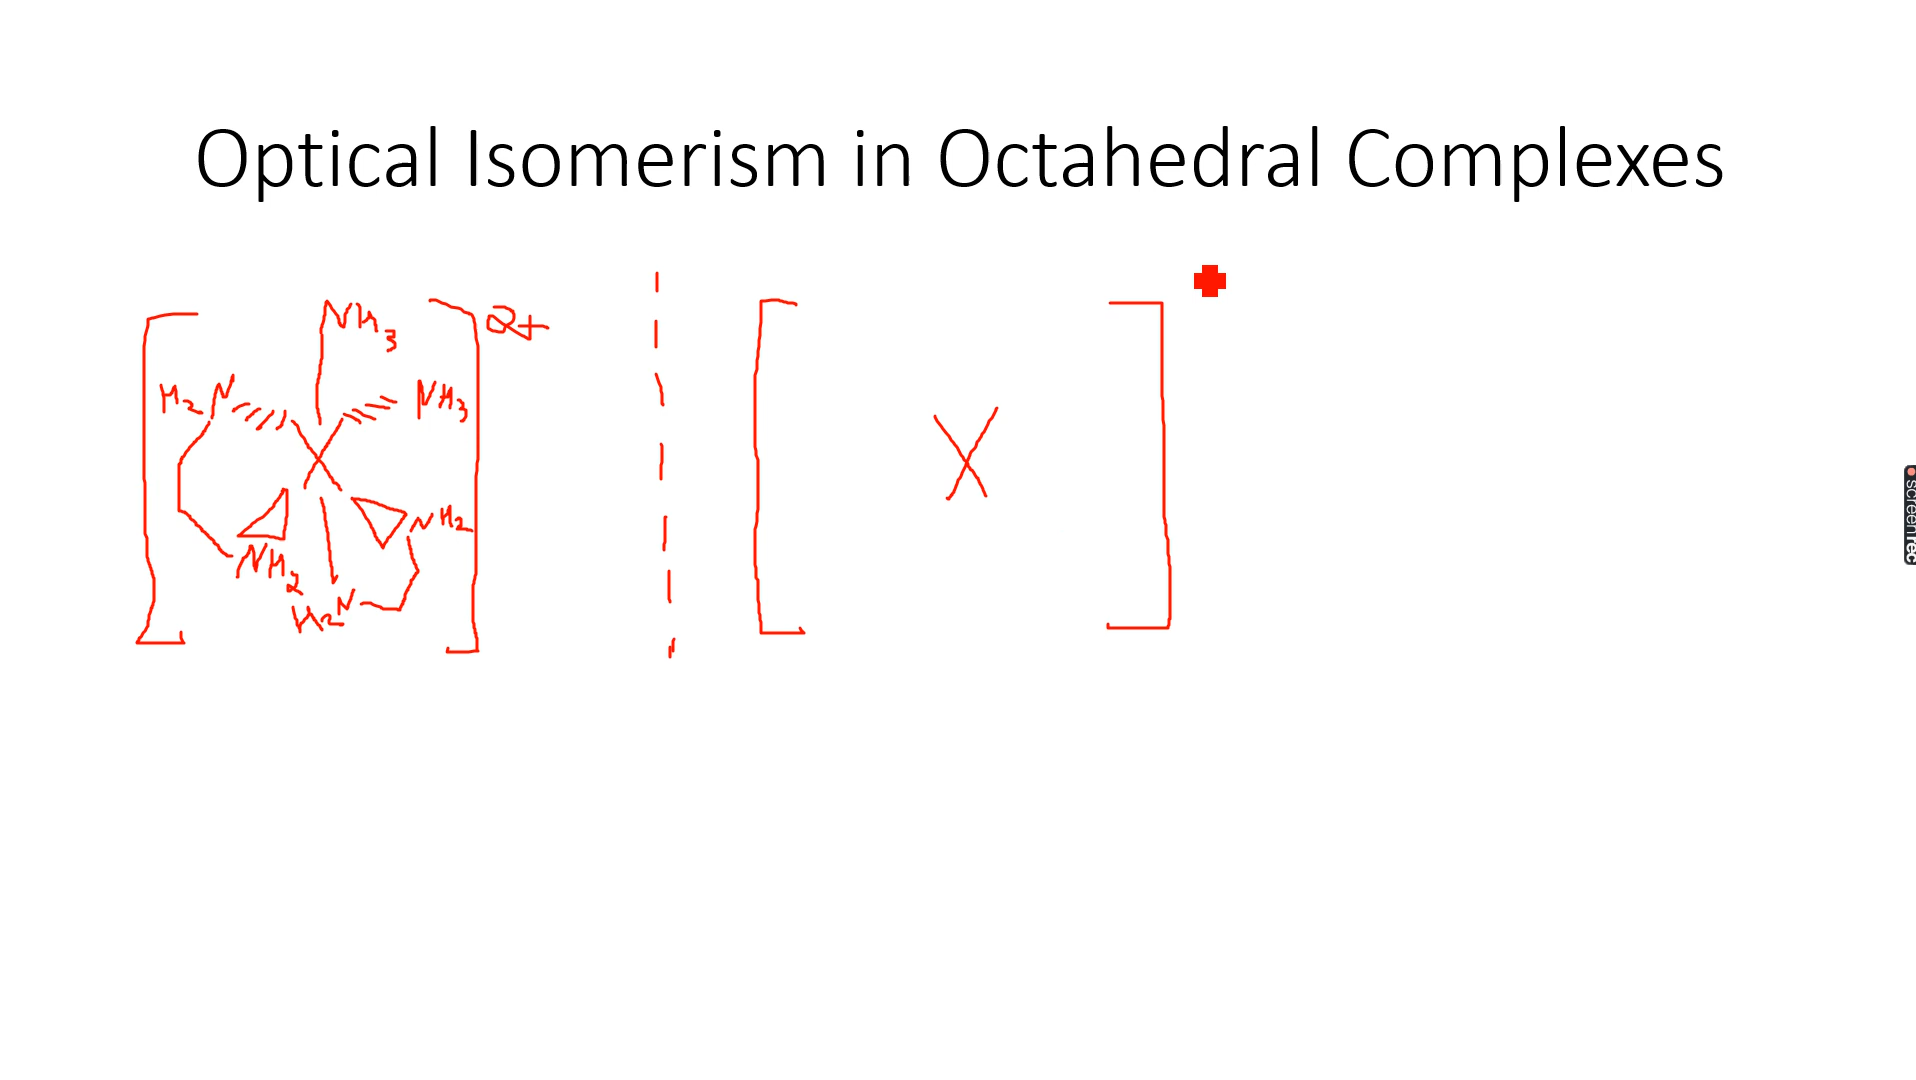 Optical Isomerism in Octahedral Complexes
NH3
2+
H2N
NH3
NH2
NH2
H2N
X
screenrec